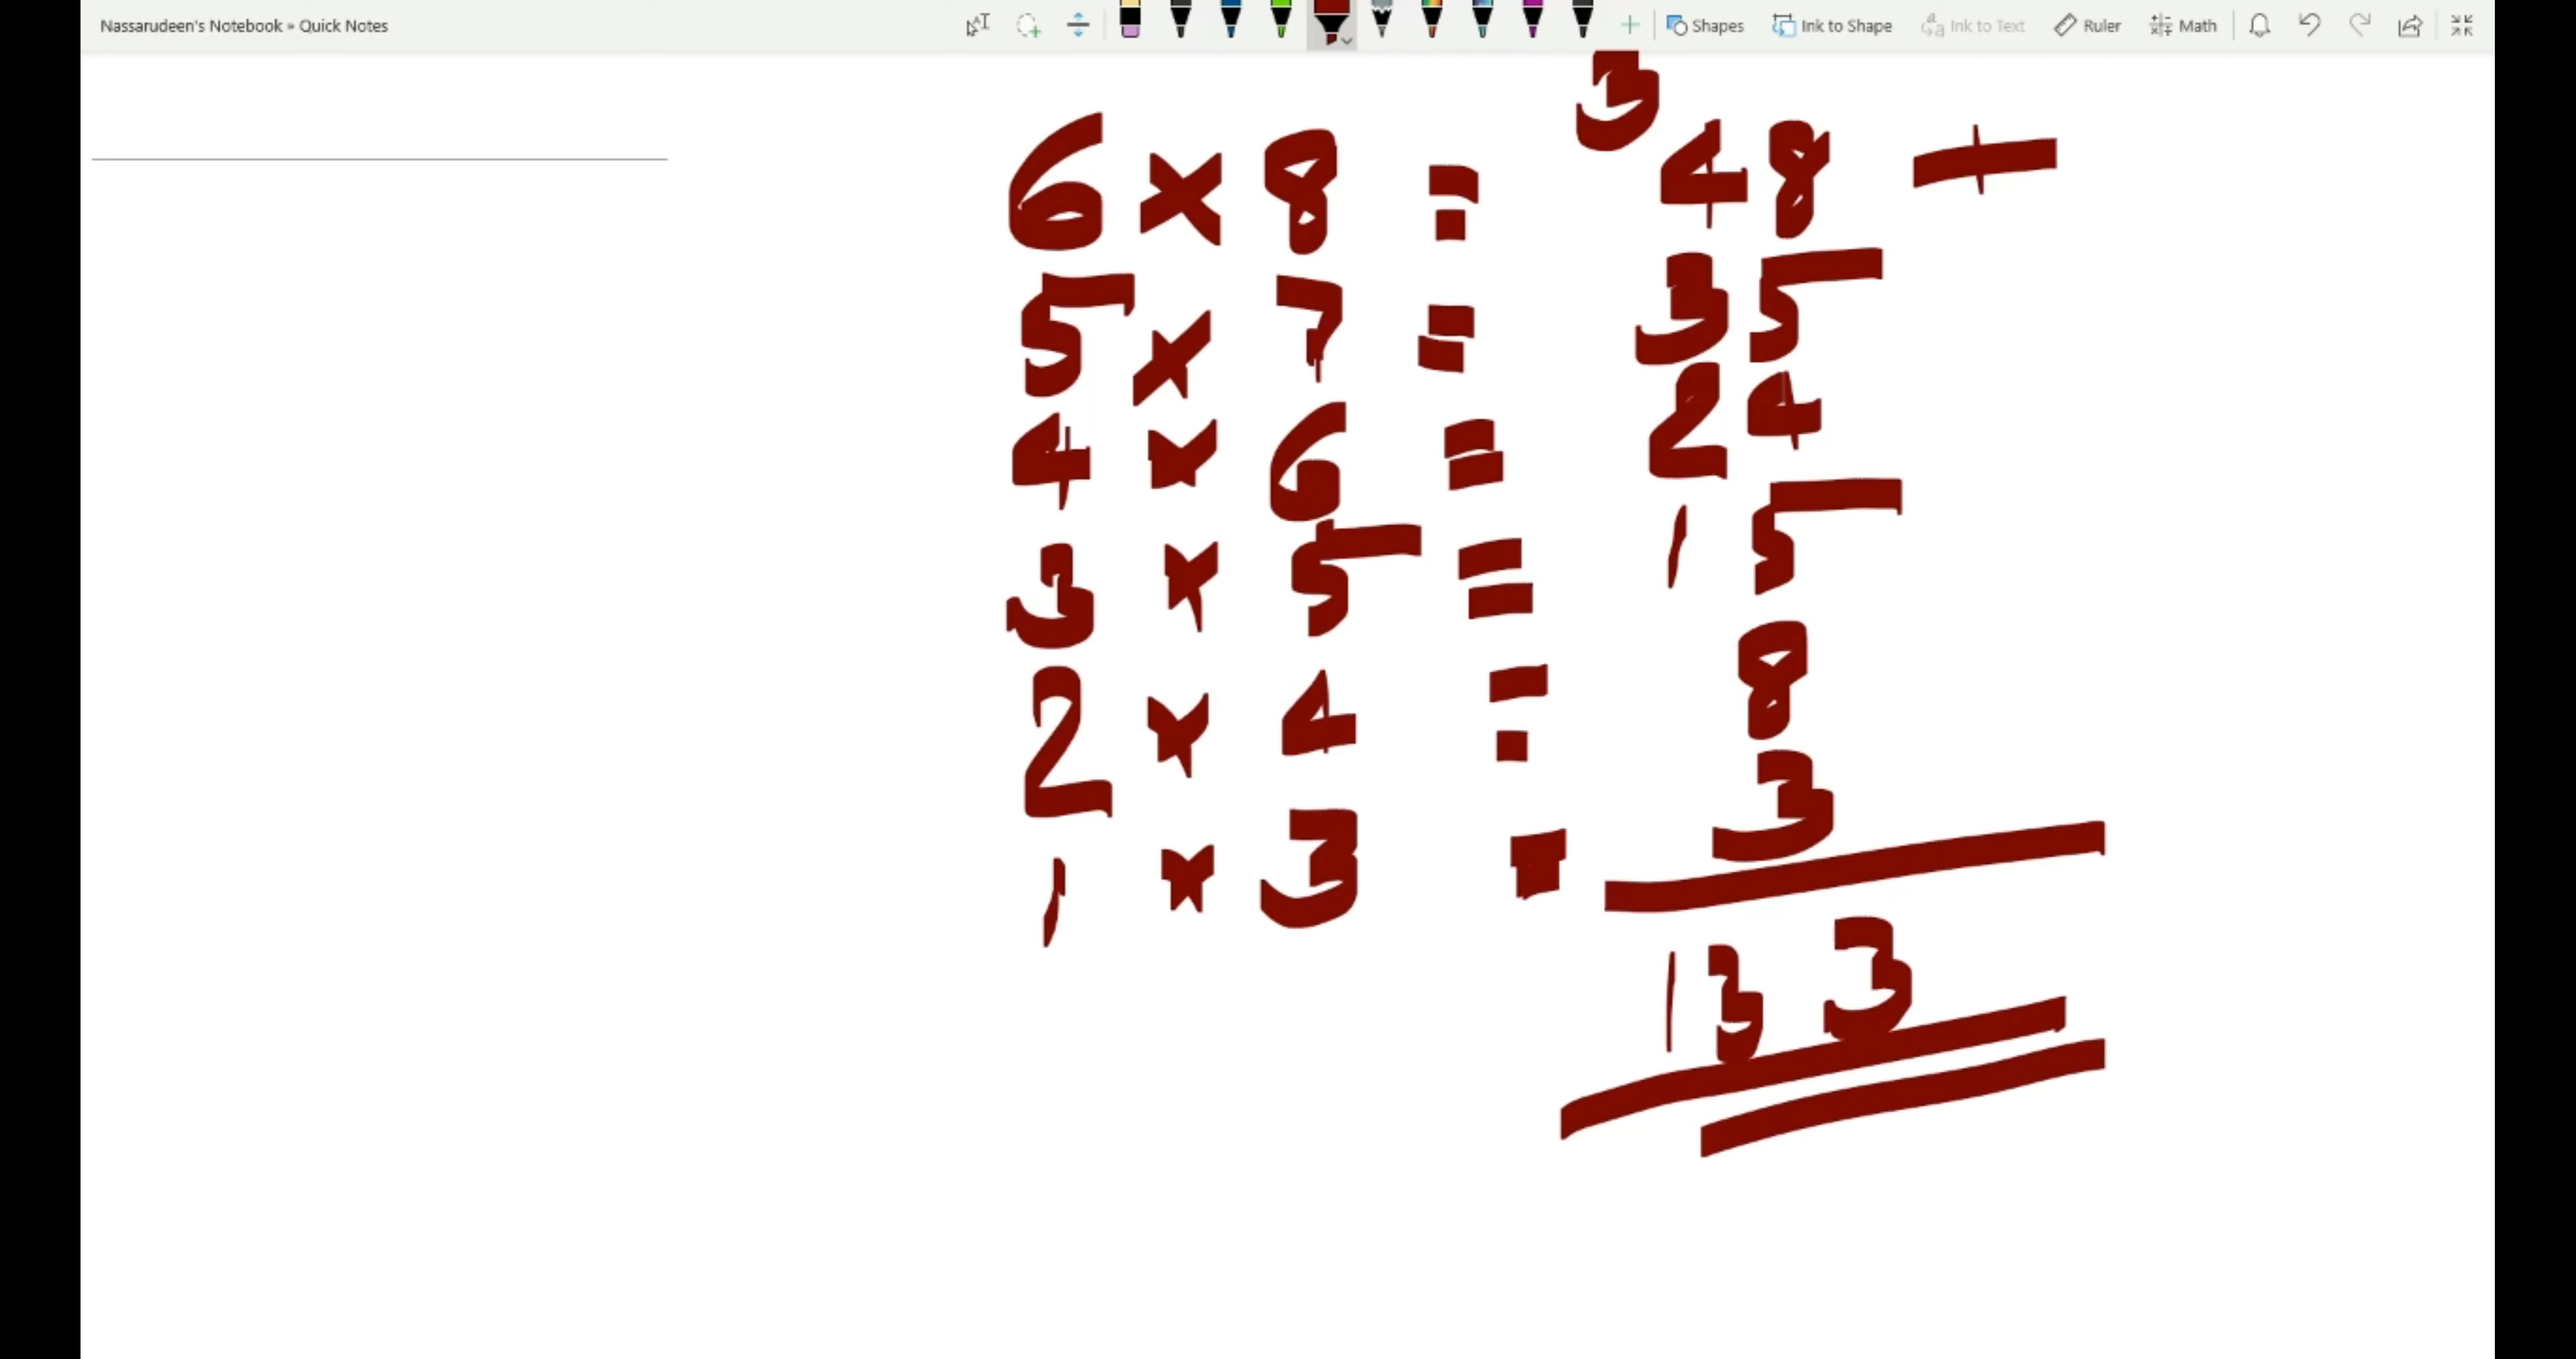 Nassarudeen's Notebook » Quick Notes Shapes Ink to Shape Ink to Text Ruler Math
3
6 × 8 = 48 +
5 × 7 = 35
4 × 6 = 24
3 × 5 = 15
2 × 4 = 8
1 × 3 = 3
133